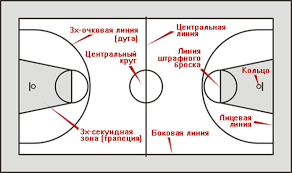 3х-очковая линия
(дуга)
Центральная
линия
Центральный
круг
Линия
штрафного
броска
Кольцо
3х-секундная
зона (трапеция)
Боковая линия
Лицевая
линия